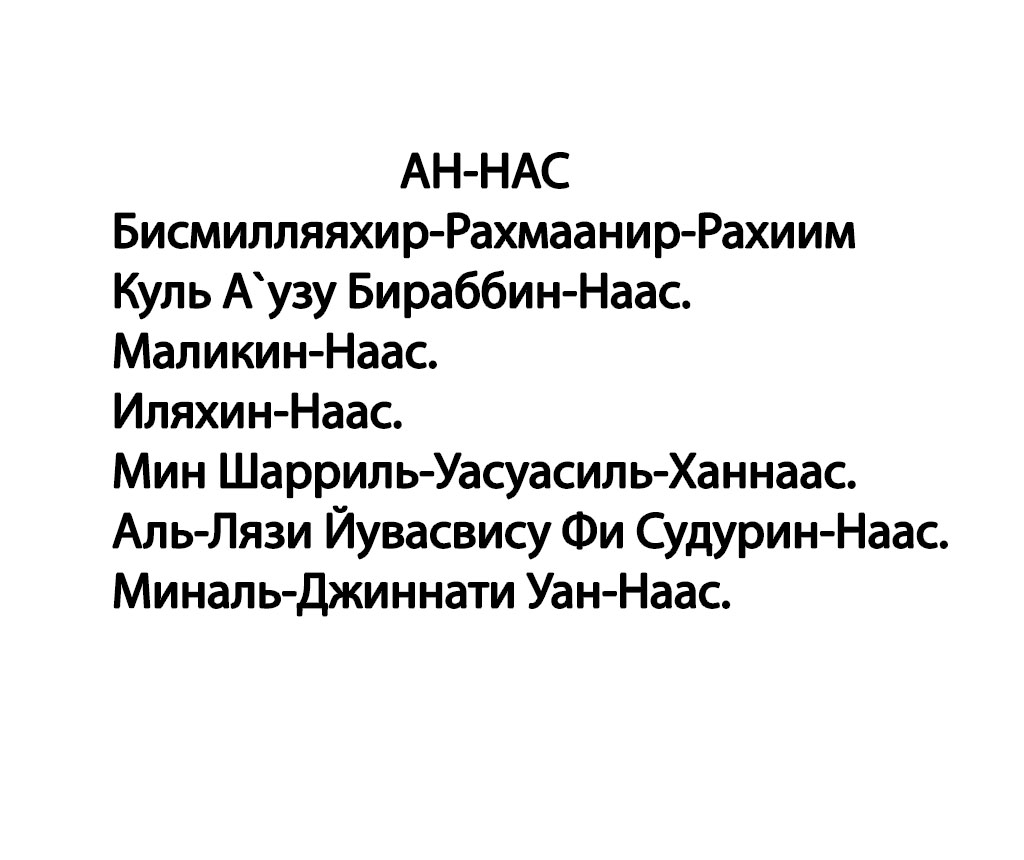 АН-НАС
Бисмилляяхир-Рахмаанир-Рахиим
Куль А`узу Бираббин-Наас.
Маликин-Наас.
Иляхин-Наас.
Мин Шарриль-Уасуасиль-Ханнаас.
Аль-Лязи Йувасвису Фи Судурин-Наас.
Миналь-Джиннати Уан-Наас.